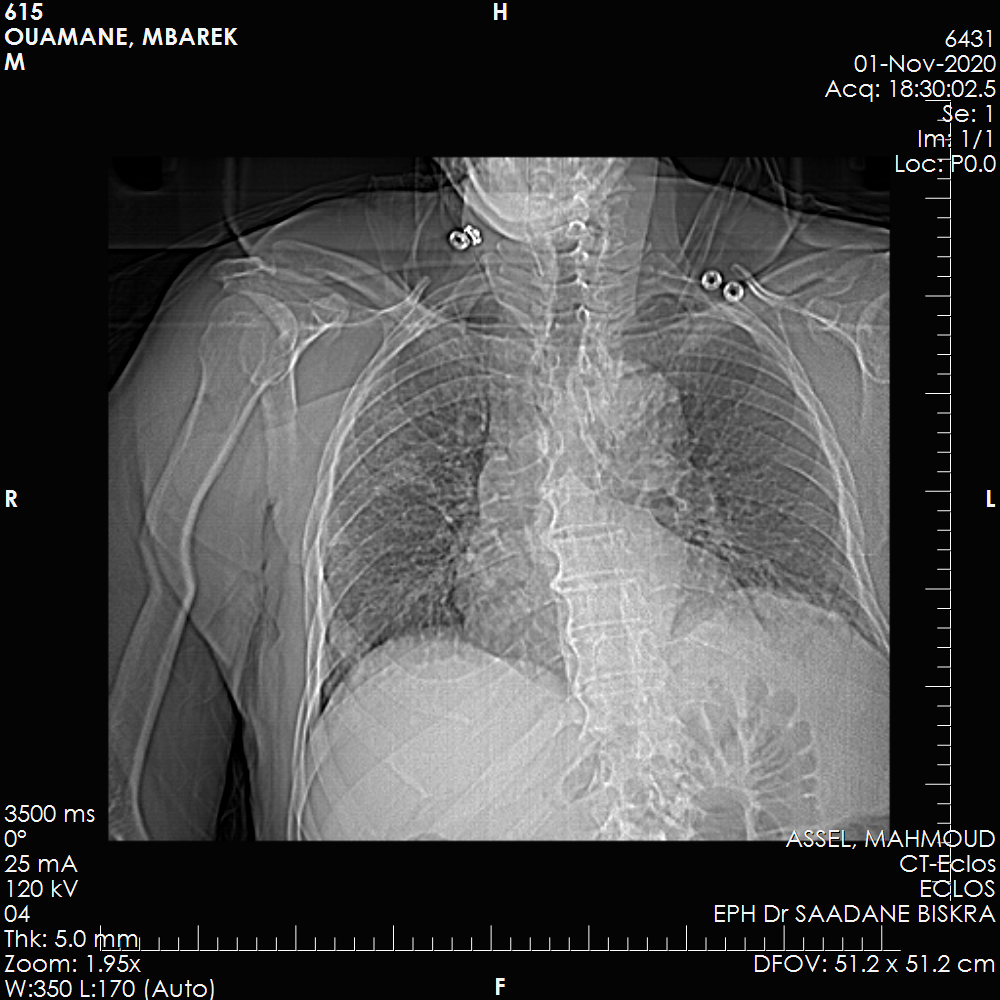 615
OUAMANE, MBAREK
M
H
6431
01-Nov-2020
Acq: 18:30:02.5
Se: 1
Im: 1/1
Loc: P0.0
R
L
3500 ms
0°
25 mA
120 kV
04
Thk: 5.0 mm
Zoom: 1.95x
W:350 L:170 (Auto)
F
ASSEL, MAHMOUD
CT-Eclos
ECLOS
EPH Dr SAADANE BISKRA
DFOV: 51.2 x 51.2 cm